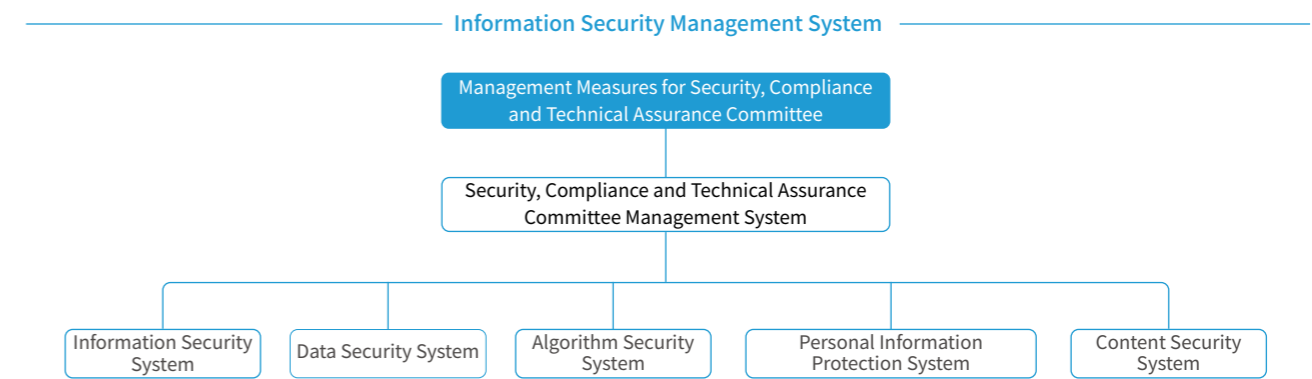 Information Security Management System
Management Measures for Security, Compliance
and Technical Assurance Committee
Security, Compliance and Technical Assurance
Committee Management System
Information Security
System
Data Security System
Algorithm Security
System
Personal Information
Protection System
Content Security
System